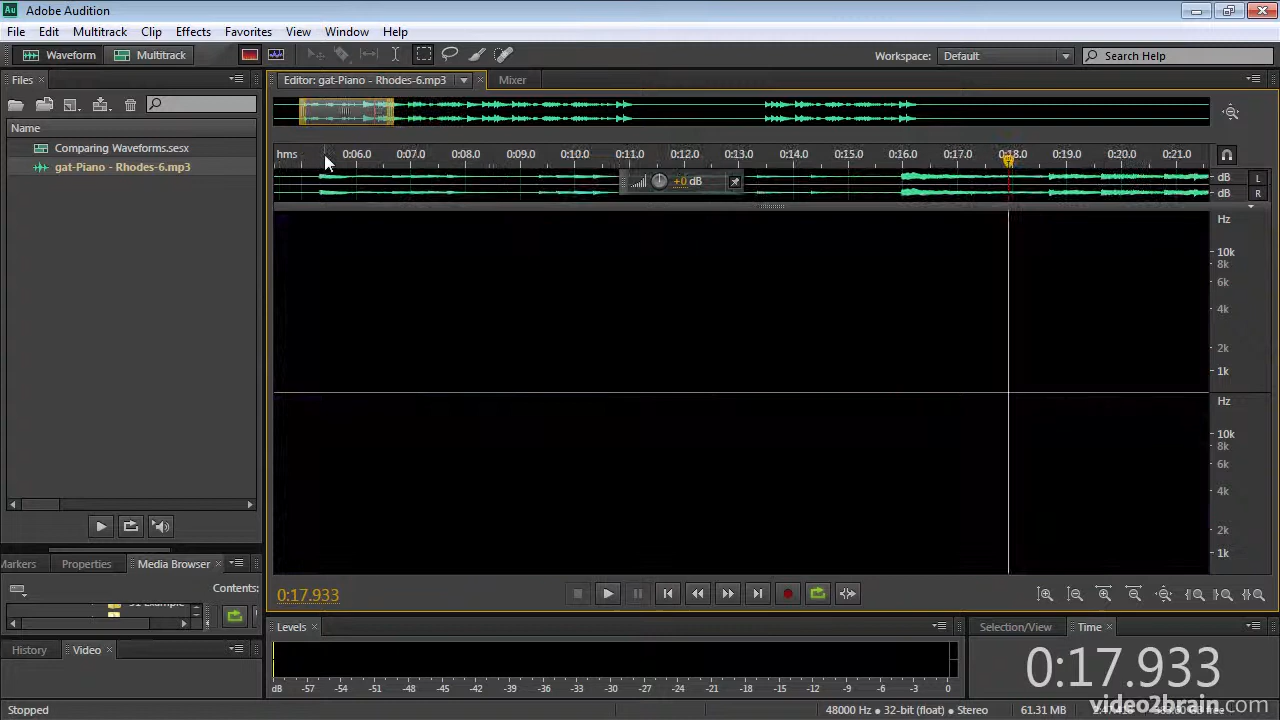 Au Adobe Audition
File Edit Multitrack Clip Effects Favorites View Window Help
Waveform Multitrack Workspace: Default Search Help
Files Editor: gat-Piano - Rhodes-6.mp3 Mixer
Name
Comparing Waveforms.sesx
gat-Piano - Rhodes-6.mp3
hms 0:06.0 0:07.0 0:08.0 0:09.0 0:10.0 0:11.0 0:12.0 0:13.0 0:14.0 0:15.0 0:16.0 0:17.0 0:18.0 0:19.0 0:20.0 0:21.0
+0 dB
dB L
dB R
Hz
10k
8k
6k
4k
2k
1k
Hz
10k
8k
6k
4k
2k
1k
Markers Properties Media Browser
Contents:
0:17.933
History Video
Levels
dB -57 -54 -51 -48 -45 -42 -39 -36 -33 -30 -27 -24 -21 -18 -15 -12 -9 -6 -3 0
Selection/View Time
0:17.933
Stopped 48000 Hz • 32-bit (float) • Stereo 61.31 MB
video2brain.com